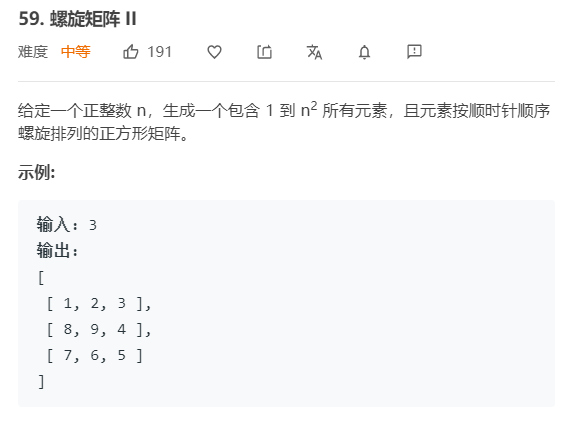 59. 螺旋矩阵 II
难度 中等 191
给定一个正整数 n，生成一个包含 1 到 n² 所有元素，且元素按顺时针顺序
螺旋排列的正方形矩阵。
示例:
输入: 3
输出:
[
[ 1, 2, 3 ],
[ 8, 9, 4 ],
[ 7, 6, 5 ]
]